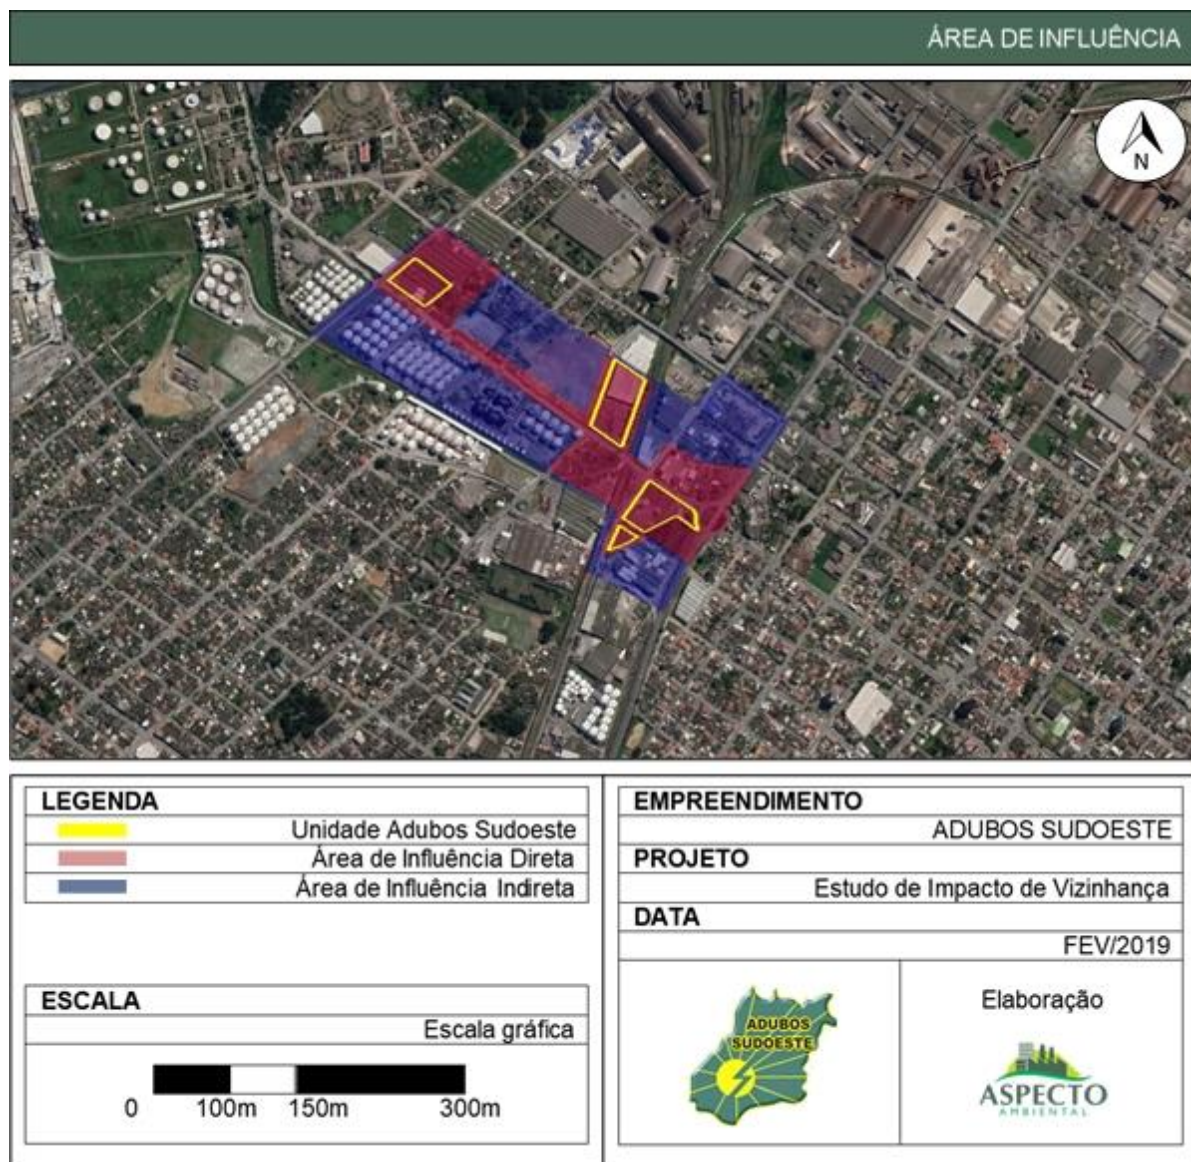 ÁREA DE INFLUÊNCIA
N
LEGENDA
Unidade Adubos Sudoeste
Área de Influência Direta
Área de Influência Indireta
ESCALA
Escala gráfica
0 100m 150m 300m
EMPREENDIMENTO
ADUBOS SUDOESTE
PROJETO
Estudo de Impacto de Vizinhança
DATA
FEV/2019
ADUBOS
SUDOESTE
Elaboração
ASPECTO
AMBIENTAL